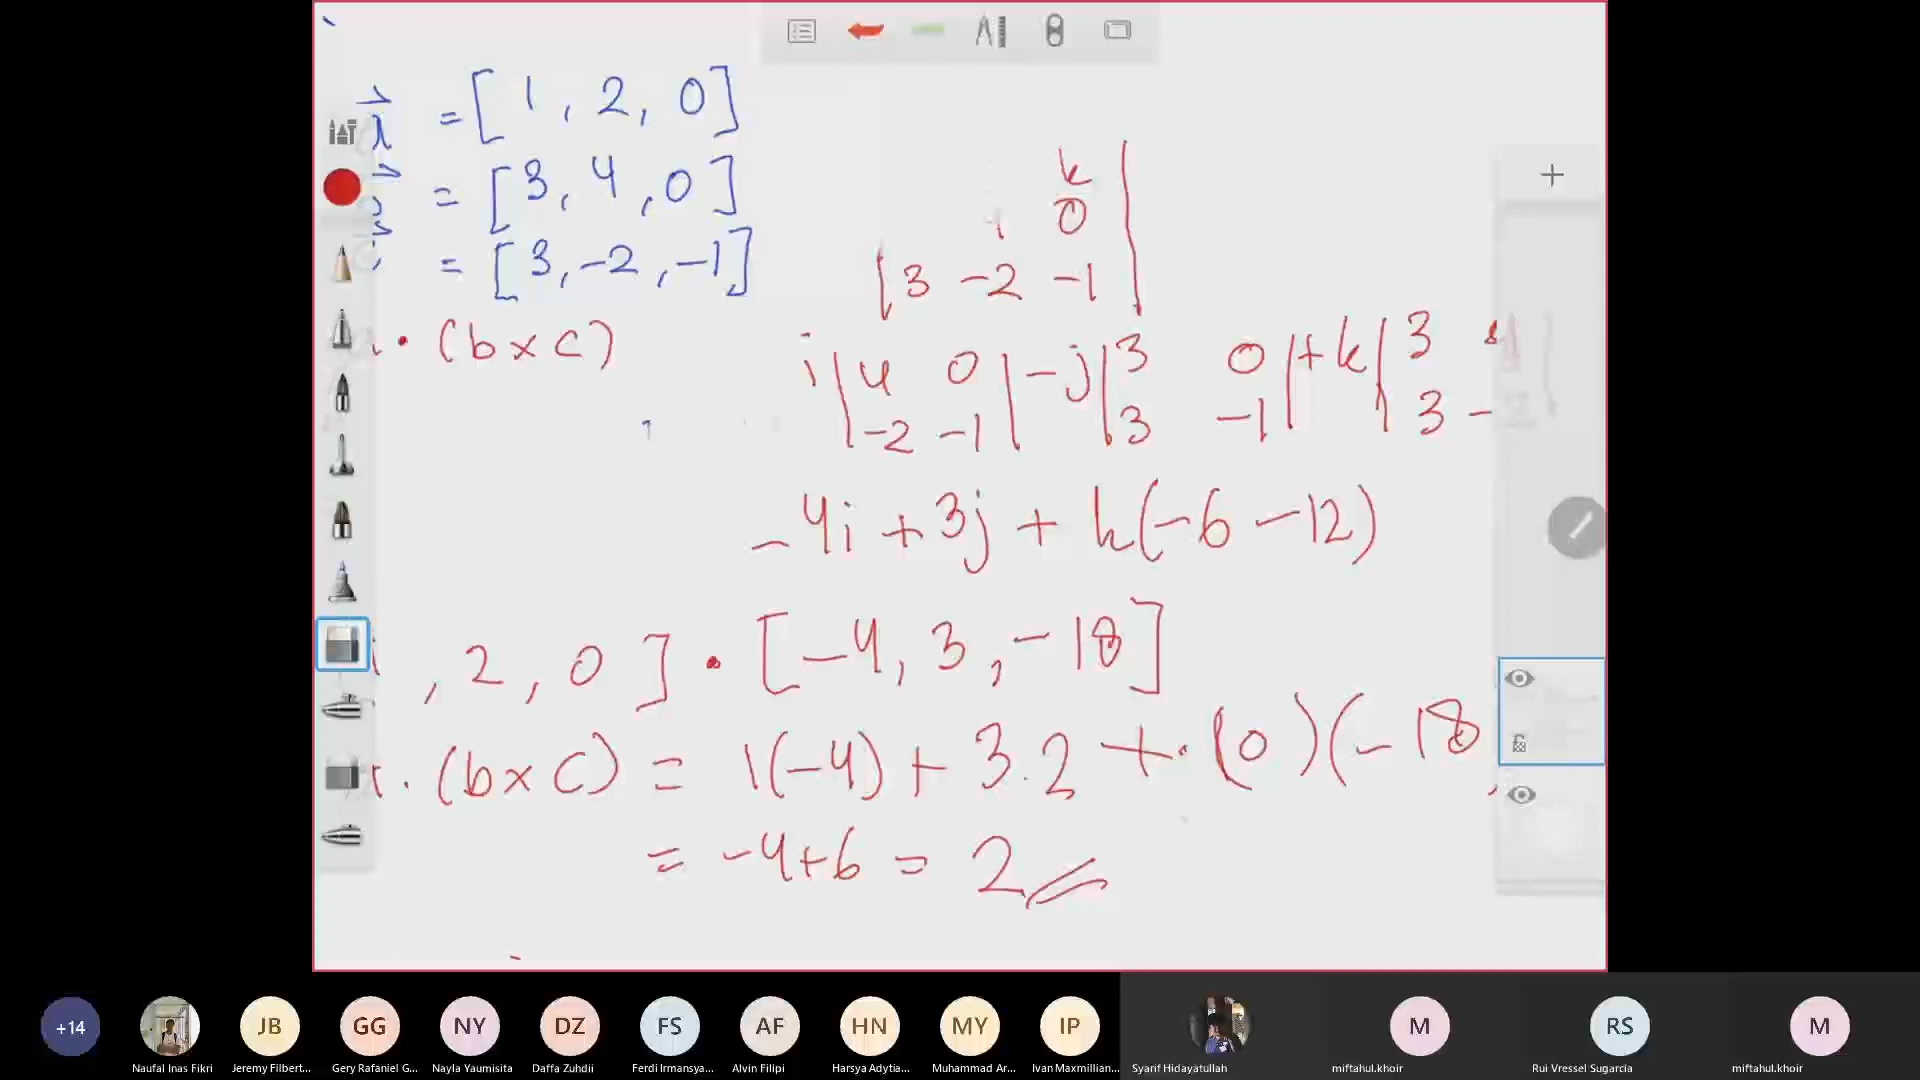 = [ 1 , 2, 0 ]
= [ 3, 4, 0 ]
= [ 3, -2, -1 ]
k
0
| 3 -2 -1 |
. (b x c)
i | 4 0 | - j | 3 0 | + k | 3
| -2 -1 | | 3 -1 | | 3 -
-4i + 3j + k(-6 -12)
, 2, 0 ] . [ -4, 3, -18 ]
. (b x c) = 1(-4) + 3.2 + (0)(-18
= -4+6 = 2
+14
JB
GG
NY
DZ
FS
AF
HN
MY
IP
M
RS
M
Naufal Inas Fikri
Jeremy Filbert...
Gery Rafaniel G...
Nayla Yaumisita
Daffa Zuhdii
Ferdi Irmansya...
Alvin Filipi
Harsya Adytia...
Muhammad Ar...
Ivan Maxmillian...
Syarif Hidayatullah
miftahul.khoir
Rui Vressel Sugarcia
miftahul.khoir